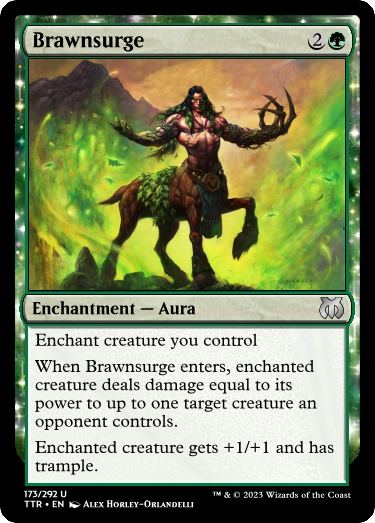 Brawnsurge 2
Enchantment — Aura
Enchant creature you control
When Brawnsurge enters, enchanted
creature deals damage equal to its
power to up to one target creature an
opponent controls.
Enchanted creature gets +1/+1 and has
trample.
173/292 U ™ & © 2023 Wizards of the Coast
TTR • EN Alex Horley-Orlandelli